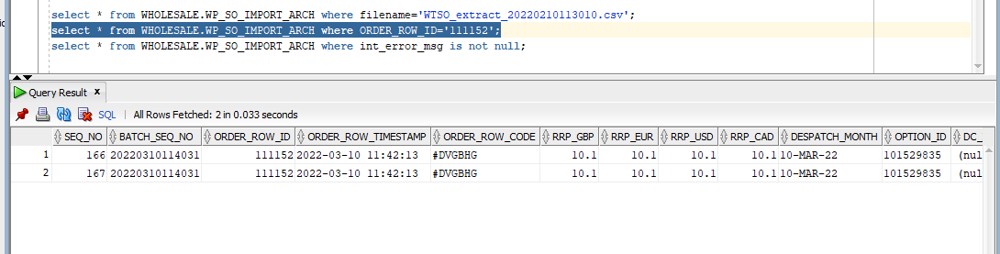 select * from WHOLESALE.WP_SO_IMPORT_ARCH where filename='WTSO_extract_20220210113010.csv';
select * from WHOLESALE.WP_SO_IMPORT_ARCH where ORDER_ROW_ID='111152';
select * from WHOLESALE.WP_SO_IMPORT_ARCH where int_error_msg is not null;
Query Result x
SQL | All Rows Fetched: 2 in 0.033 seconds
SEQ_NO BATCH_SEQ_NO ORDER_ROW_ID ORDER_ROW_TIMESTAMP ORDER_ROW_CODE RRP_GBP RRP_EUR RRP_USD RRP_CAD DESPATCH_MONTH OPTION_ID DC_
1 166 20220310114031 111152 2022-03-10 11:42:13 #DVGBHG 10.1 10.1 10.1 10.1 10-MAR-22 101529835 (nul
2 167 20220310114031 111152 2022-03-10 11:42:13 #DVGBHG 10.1 10.1 10.1 10.1 10-MAR-22 101529835 (nul